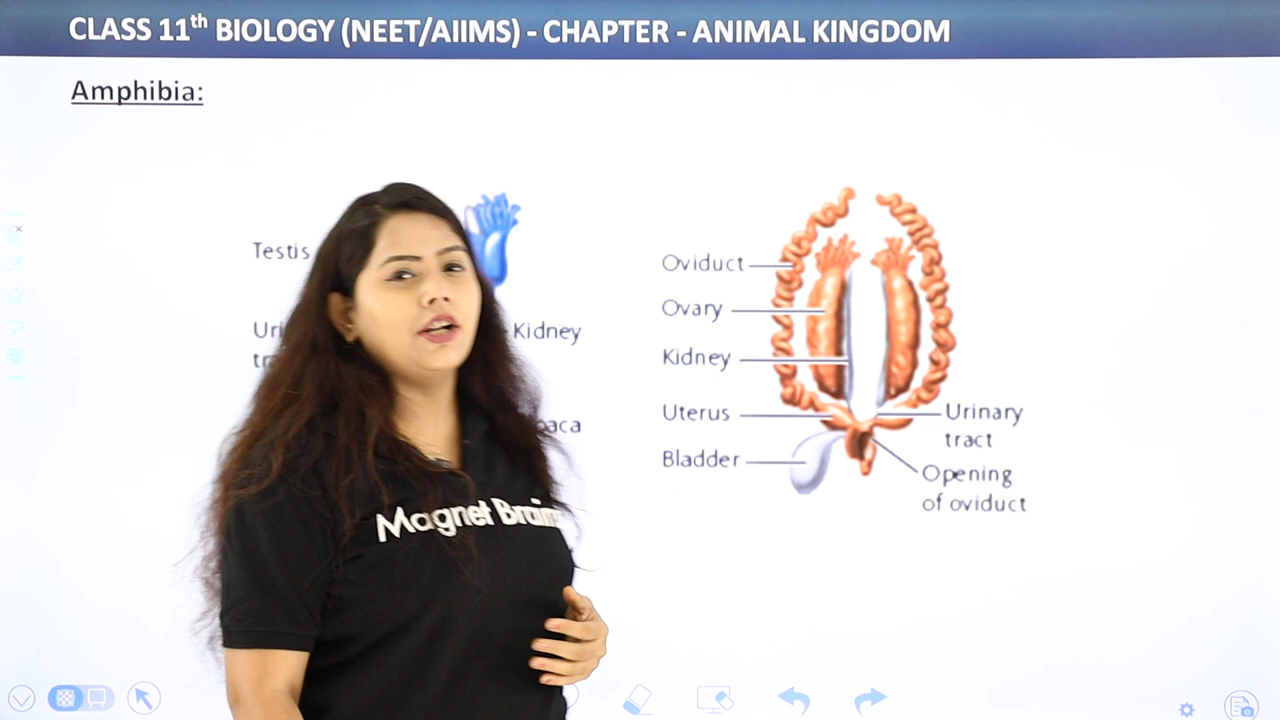 CLASS 11th BIOLOGY (NEET/AIIMS) - CHAPTER - ANIMAL KINGDOM
Amphibia:
Testis
Kidney
Oviduct
Ovary
Kidney
Uterus
Bladder
Urinary
tract
Opening
of oviduct
Magnet Brains